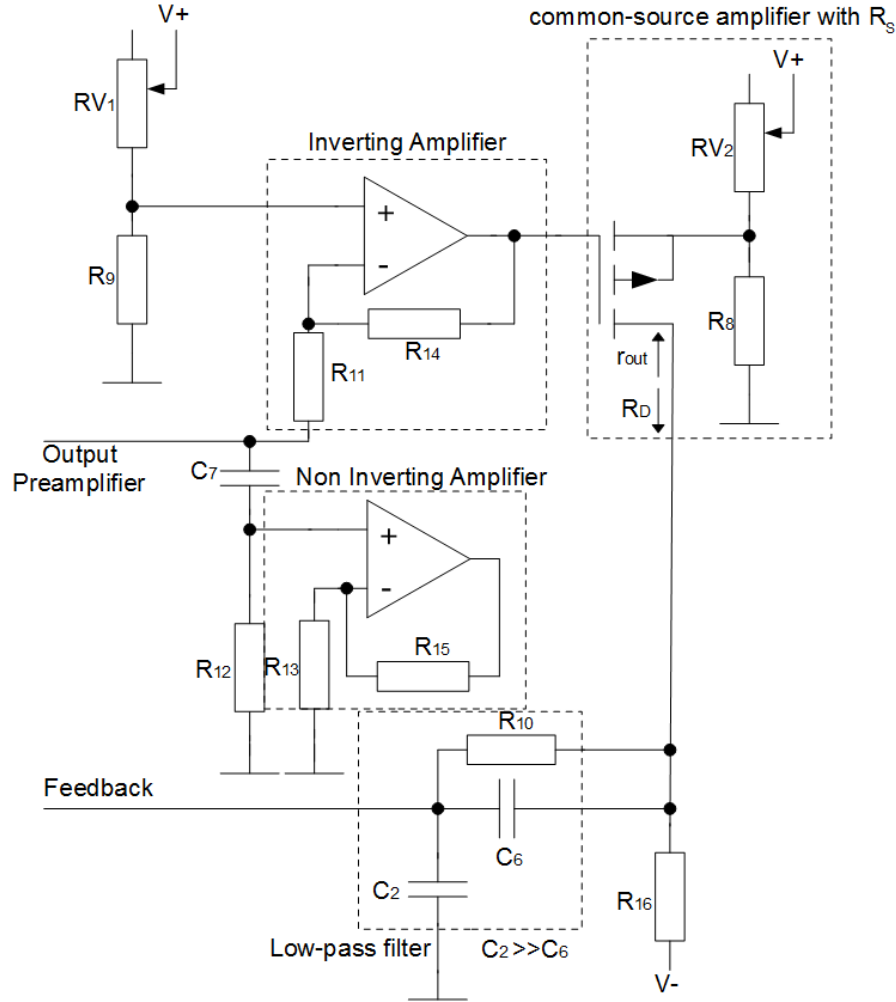 common-source amplifier with RS
V+
V+
RV1
RV2
Inverting Amplifier
+
-
R9
R14
R8
R11
rout
RD
Output
Preamplifier
C7
Non Inverting Amplifier
+
-
R15
R12
R13
R10
Feedback
C6
C2
R16
Low-pass filter
C2>>C6
V-